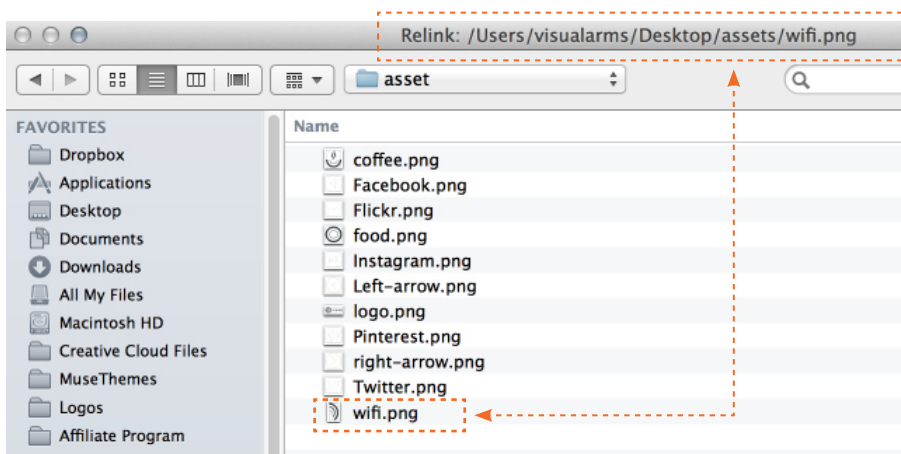 Relink: /Users/visualarms/Desktop/assets/wifi.png
asset
FAVORITES
Dropbox
Applications
Desktop
Documents
Downloads
All My Files
Macintosh HD
Creative Cloud Files
MuseThemes
Logos
Affiliate Program
Name
coffee.png
Facebook.png
Flickr.png
food.png
Instagram.png
Left-arrow.png
logo.png
Pinterest.png
right-arrow.png
Twitter.png
wifi.png